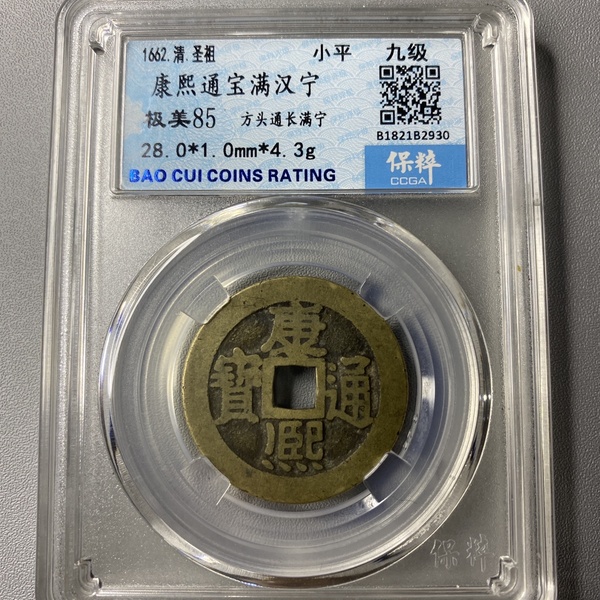 1662.清.圣祖 小平 九级
康熙通宝满汉宁
极美85 方头通长满宁
B1821B2930
28.0*1.0mm*4.3g
保粹
CCGA
BAO CUI COINS RATING
康
寶 通
熙
保粹